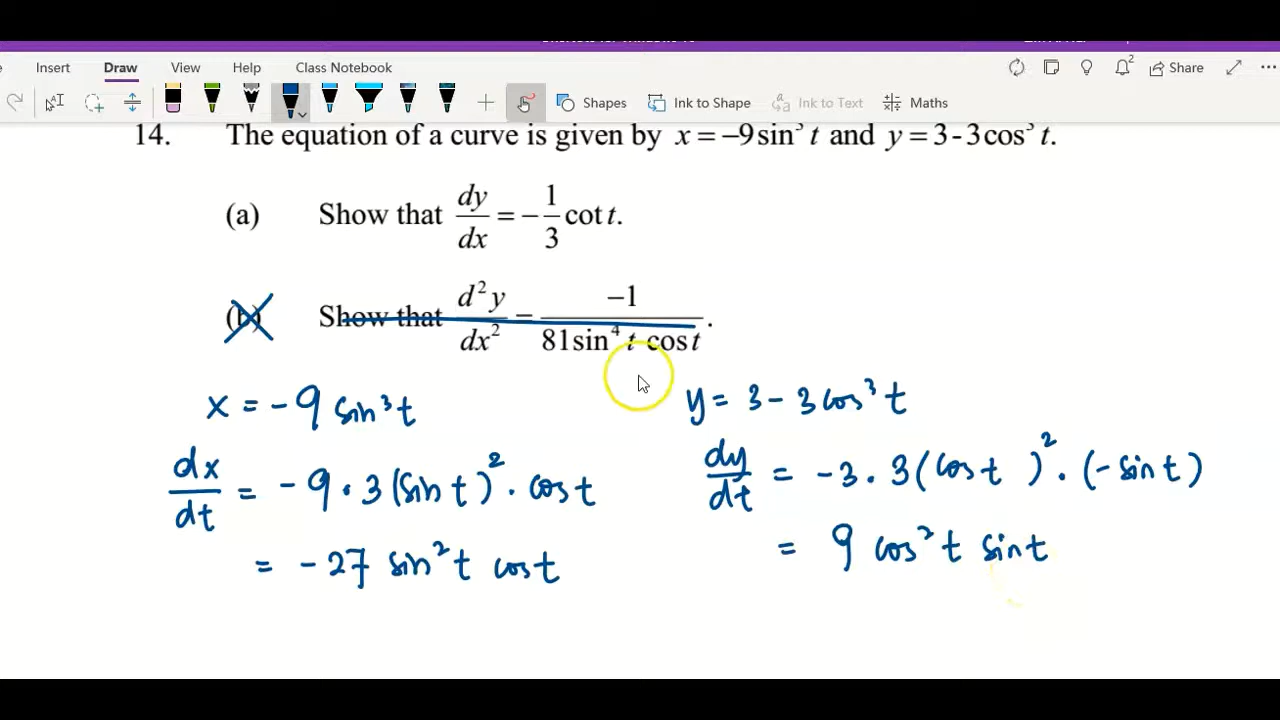 Insert Draw View Help Class Notebook 2 Share
Shapes Ink to Shape Ink to Text Maths
14. The equation of a curve is given by x = −9sin³ t and y = 3 - 3cos³ t.
(a) Show that dy/dx = −1/3 cot t.
(b) Show that d²y/dx² = −1/(81sin⁴ t cos t).
x = −9 sin³t
y = 3 − 3 cos³ t
dx/dt = −9 · 3 (sin t)² · cos t
dy/dt = −3 · 3 (cos t)² · (−sin t)
= −27 sin² t cos t
= 9 cos² t sin t